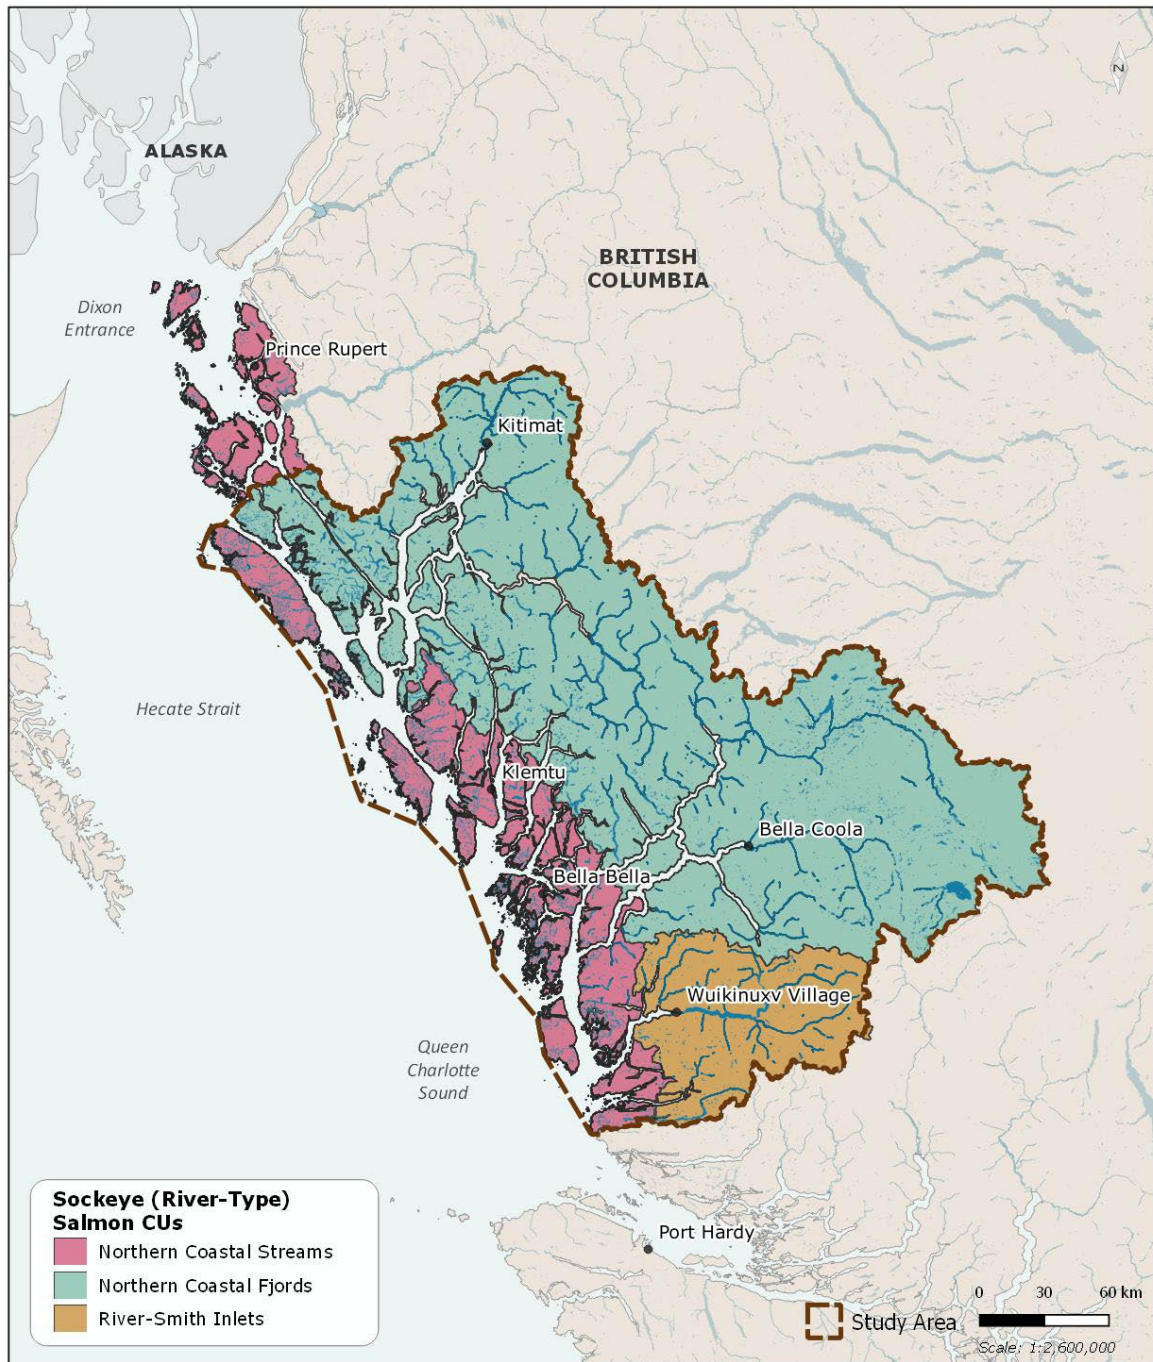 N
ALASKA
BRITISH
COLUMBIA
Dixon
Entrance
Prince Rupert
Kitimat
Hecate Strait
Klemtu
Bella Coola
Bella Bella
Wuikinuxv Village
Queen
Charlotte
Sound
Port Hardy
Sockeye (River-Type)
Salmon CUs
Northern Coastal Streams
Northern Coastal Fjords
River-Smith Inlets
Study Area
0 30 60 km
Scale: 1:2,600,000